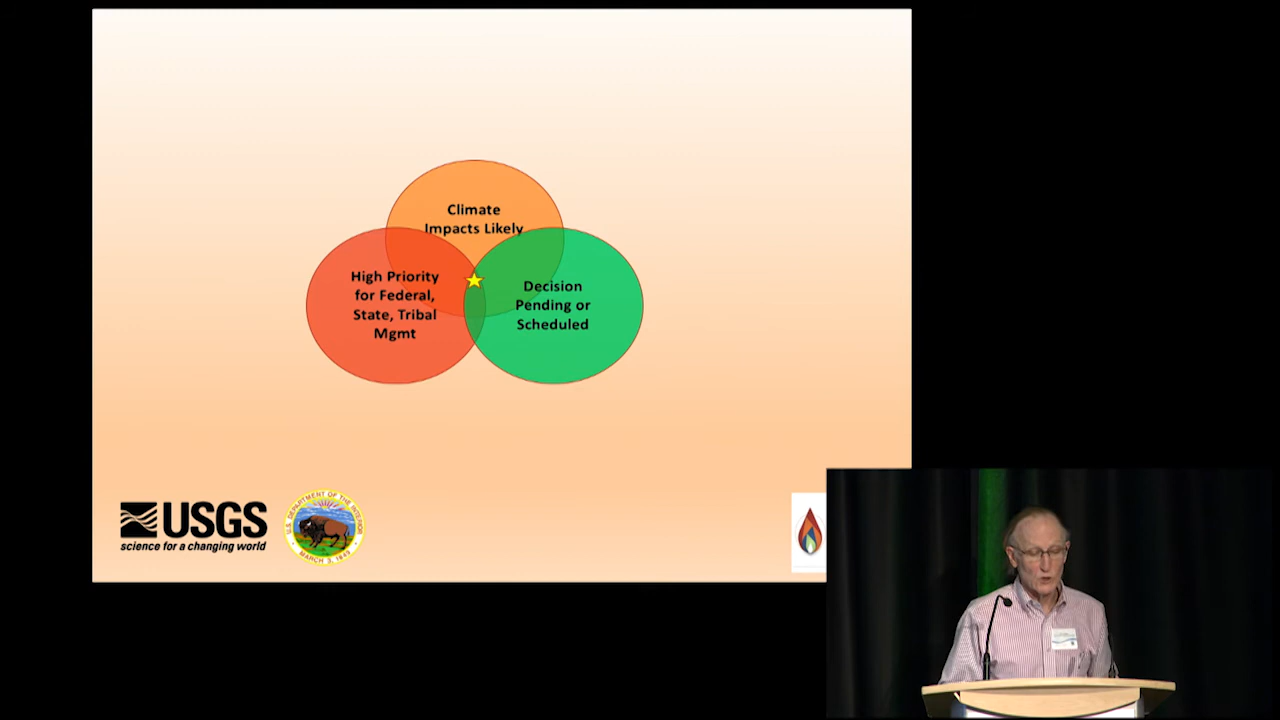 Climate
Impacts Likely
High Priority
for Federal,
State, Tribal
Mgmt
Decision
Pending or
Scheduled
USGS
science for a changing world
U.S. DEPARTMENT OF THE INTERIOR
MARCH 3, 1849